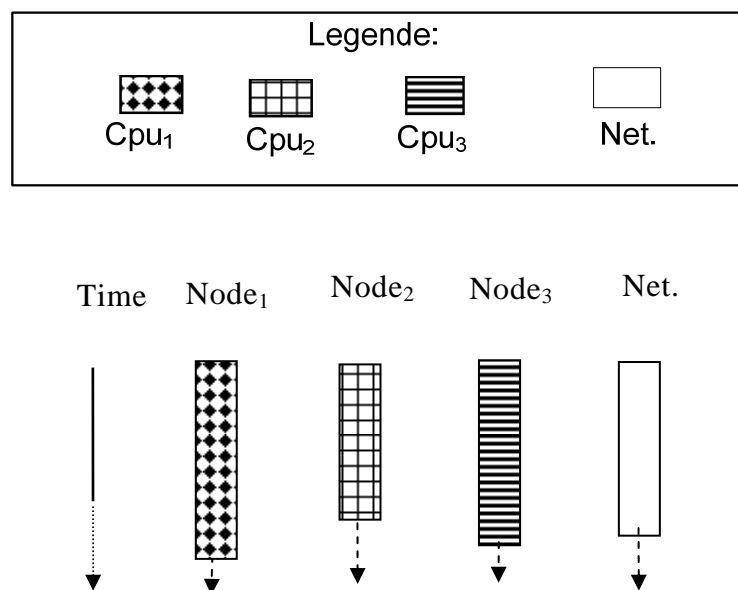 Legende:
Cpu₁ Cpu₂ Cpu₃ Net.
Time Node₁ Node₂ Node₃ Net.